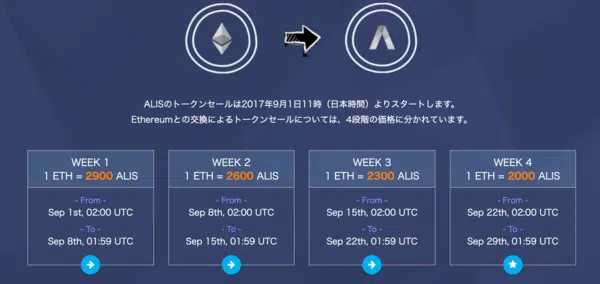 ALISのトークンセールは2017年9月1日11時（日本時間）よりスタートします。
Ethereumとの交換によるトークンセールについては、4段階の価格に分かれています。
WEEK 1
1 ETH = 2900 ALIS
- From -
Sep 1st, 02:00 UTC
- To -
Sep 8th, 01:59 UTC
WEEK 2
1 ETH = 2600 ALIS
- From -
Sep 8th, 02:00 UTC
- To -
Sep 15th, 01:59 UTC
WEEK 3
1 ETH = 2300 ALIS
- From -
Sep 15th, 02:00 UTC
- To -
Sep 22th, 01:59 UTC
WEEK 4
1 ETH = 2000 ALIS
- From -
Sep 22th, 02:00 UTC
- To -
Sep 29th, 01:59 UTC